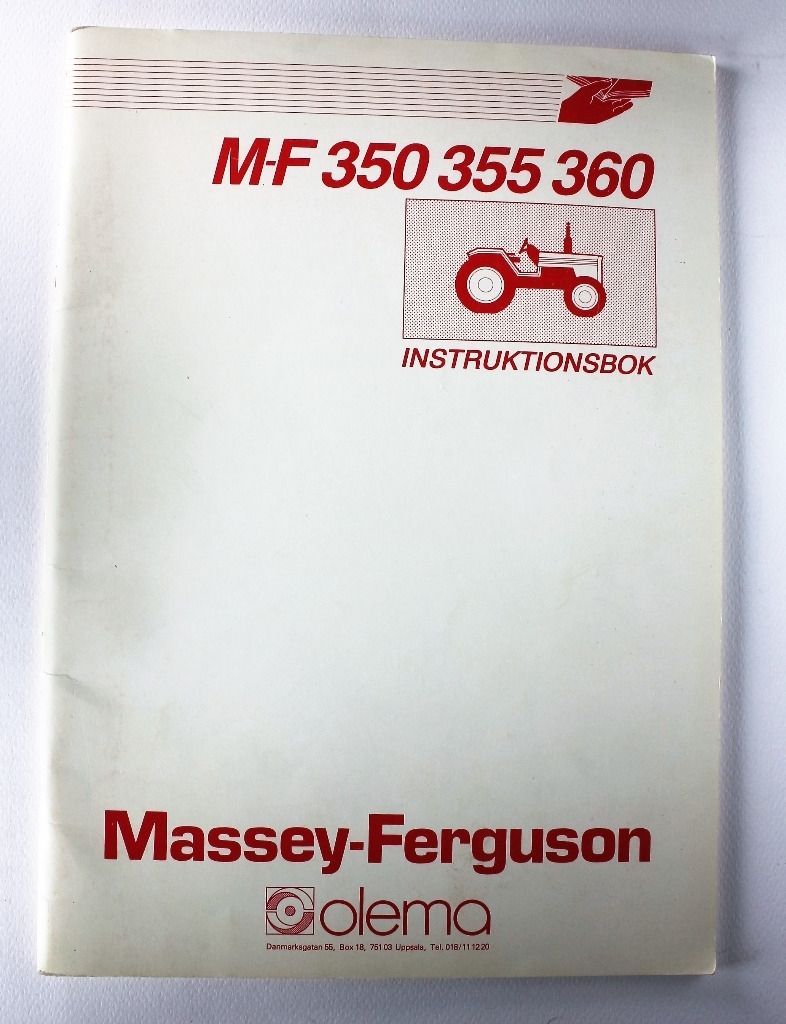 M-F 350 355 360
INSTRUKTIONSBOK
Massey-Ferguson
olema
Danmarksgatan 55, Box 18, 751 03 Uppsala, Tel. 018/11 12 20